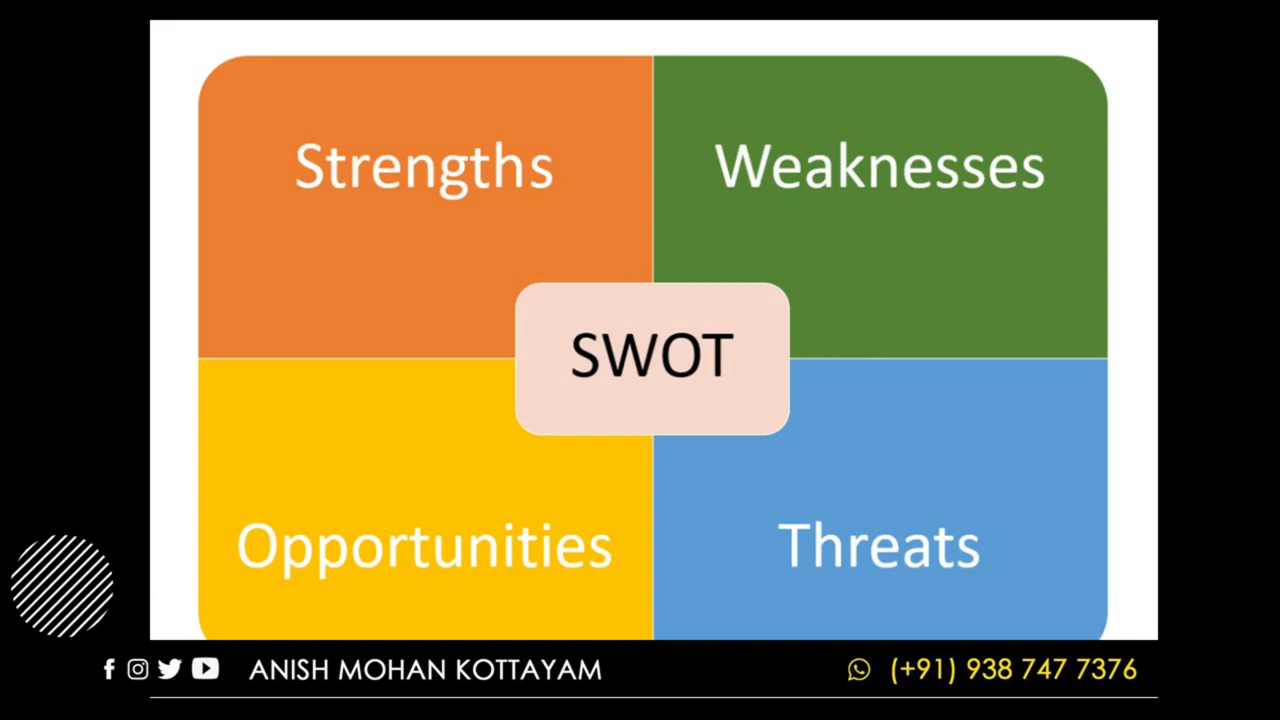 Strengths
Weaknesses
SWOT
Opportunities
Threats
ANISH MOHAN KOTTAYAM
(+91) 938 747 7376